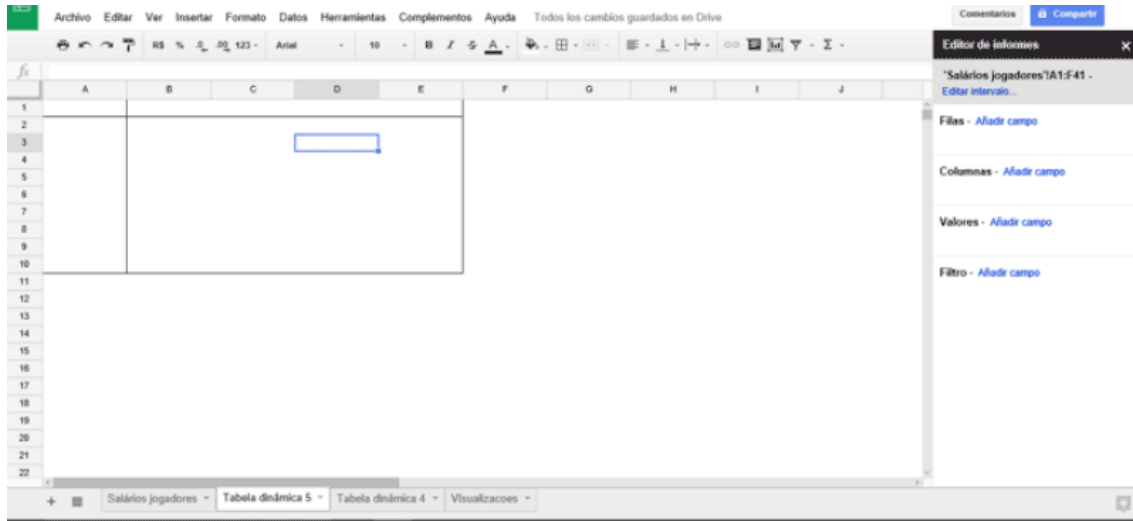 Archivo Editar Ver Insertar Formato Datos Herramientas Complementos Ayuda Todos los cambios guardados en Drive
Comentarios Compartir
R$ % .0 .00 123 - Arial 10 B I S A Σ
Editor de informes ×
"Salários jogadores"!A1:F41 -
Editar intervalo...
fx
A B C D E F G H I J
1
2
3
4
5
6
7
8
9
10
11
12
13
14
15
16
17
18
19
20
21
22
Filas - Añadir campo
Columnas - Añadir campo
Valores - Añadir campo
Filtro - Añadir campo
+ Salários jogadores Tabela dinâmica 5 Tabela dinâmica 4 VIsualizacoes